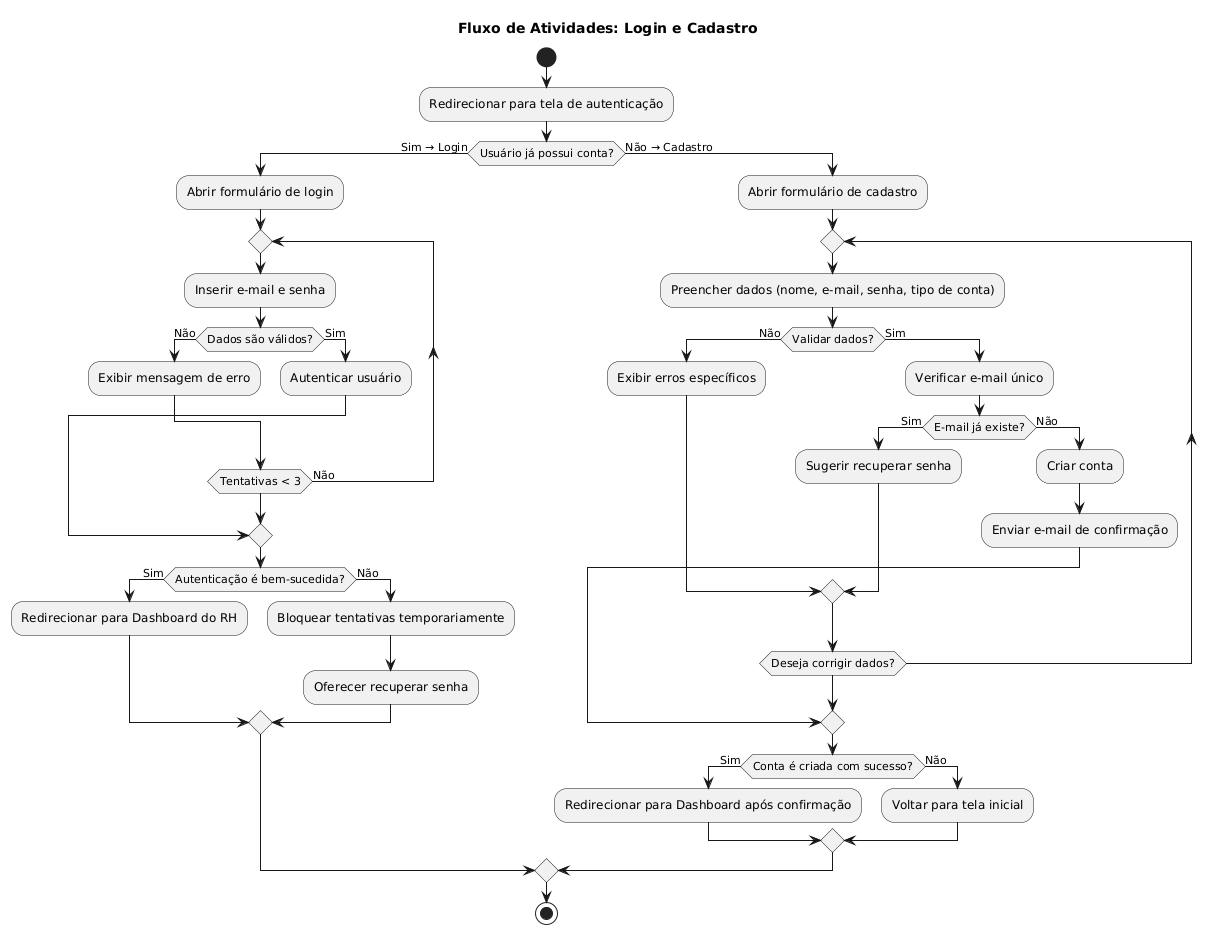 Fluxo de Atividades: Login e Cadastro
Redirecionar para tela de autenticação
Sim → Login
Usuário já possui conta?
Não → Cadastro
Abrir formulário de login
Inserir e-mail e senha
Não
Dados são válidos?
Sim
Exibir mensagem de erro
Autenticar usuário
Tentativas < 3
Não
Autenticação é bem-sucedida?
Sim
Não
Redirecionar para Dashboard do RH
Bloquear tentativas temporariamente
Oferecer recuperar senha
Abrir formulário de cadastro
Preencher dados (nome, e-mail, senha, tipo de conta)
Não
Validar dados?
Sim
Exibir erros específicos
Verificar e-mail único
Sim
E-mail já existe?
Não
Sugerir recuperar senha
Criar conta
Enviar e-mail de confirmação
Deseja corrigir dados?
Sim
Conta é criada com sucesso?
Não
Redirecionar para Dashboard após confirmação
Voltar para tela inicial